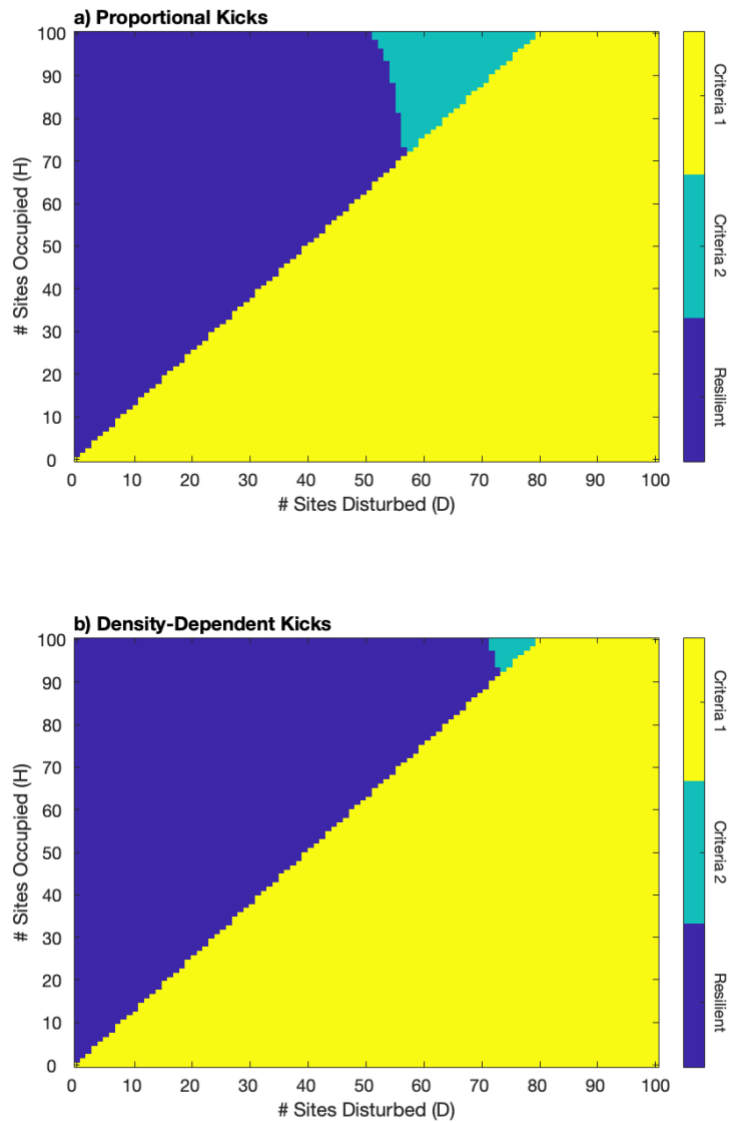 a) Proportional Kicks
100
90
80
70
60
50
40
30
20
10
0
# Sites Occupied (H)
0 10 20 30 40 50 60 70 80 90 100
# Sites Disturbed (D)
Criteria 1
Criteria 2
Resilient
b) Density-Dependent Kicks
100
90
80
70
60
50
40
30
20
10
0
# Sites Occupied (H)
0 10 20 30 40 50 60 70 80 90 100
# Sites Disturbed (D)
Criteria 1
Criteria 2
Resilient